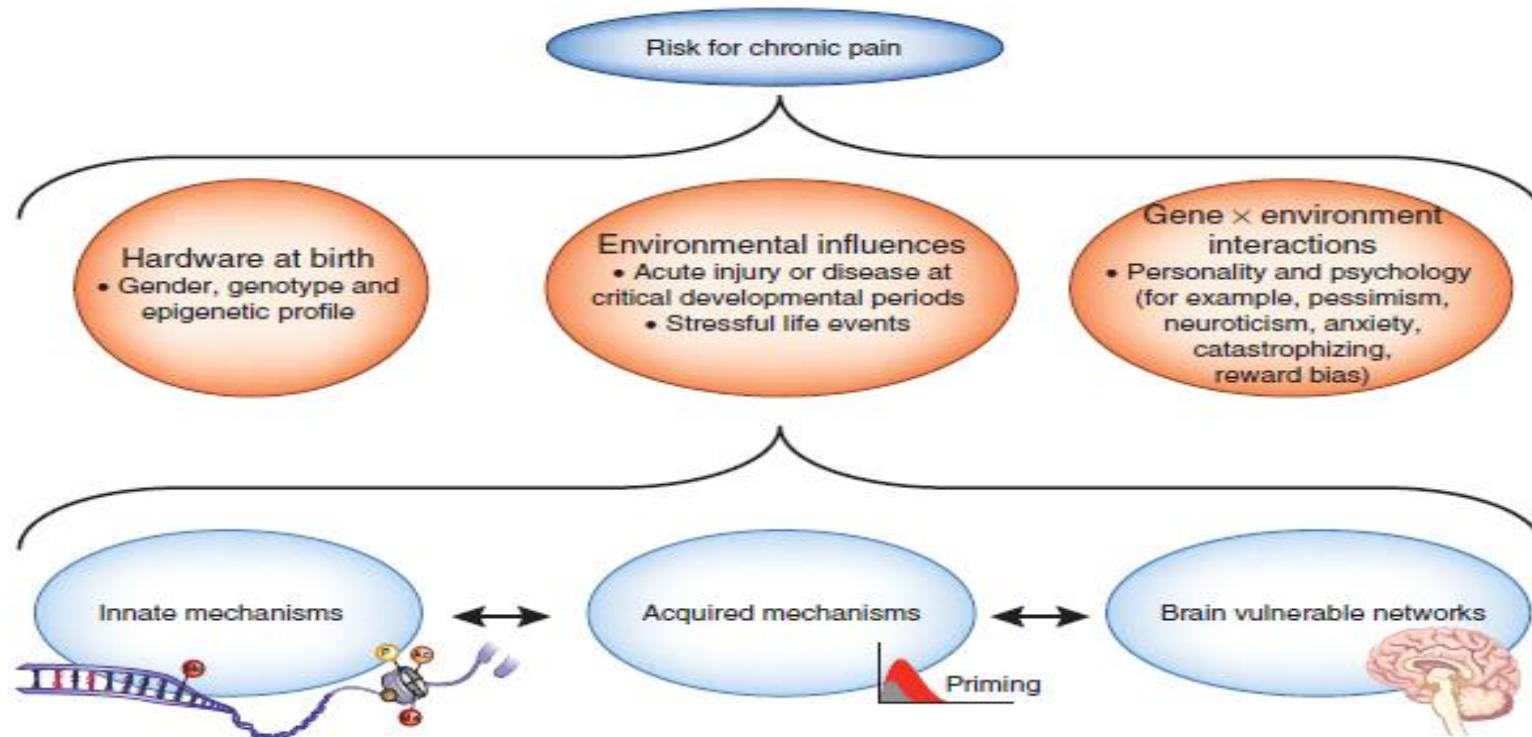 Risk for chronic pain
Hardware at birth
• Gender, genotype and
epigenetic profile
Environmental influences
• Acute injury or disease at
critical developmental periods
• Stressful life events
Gene × environment
interactions
• Personality and psychology
(for example, pessimism,
neuroticism, anxiety,
catastrophizing,
reward bias)
Innate mechanisms
Acquired mechanisms
Brain vulnerable networks
P
Ac
Priming